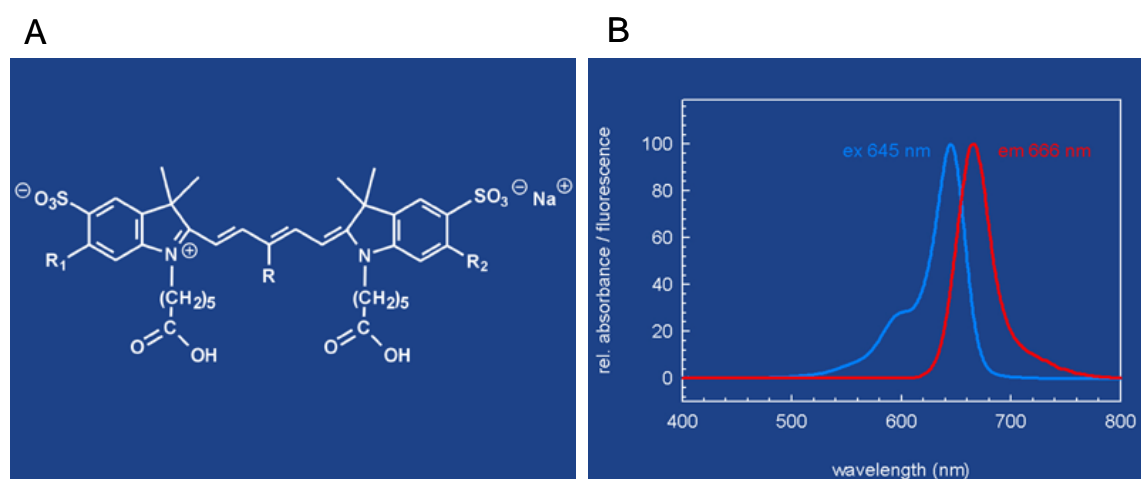 A
B
⊖O₃S
SO₃⊖ Na⊕
R₁
N⊕
R
N
R₂
(CH₂)₅
(CH₂)₅
C
C
O
OH
O
OH
rel. absorbance / fluorescence
ex 645 nm
em 666 nm
100
80
60
40
20
0
400
500
600
700
800
wavelength (nm)